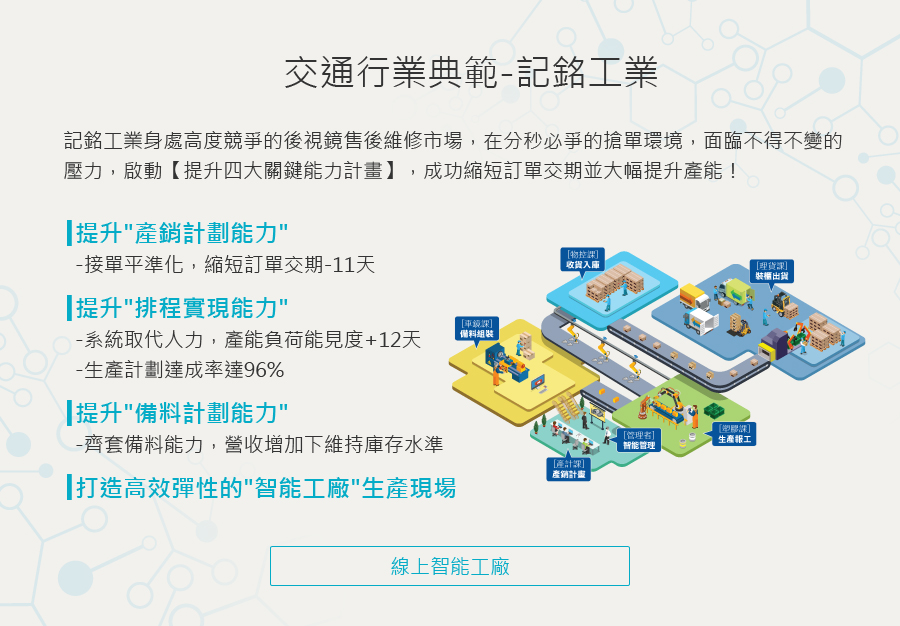 交通行業典範-記銘工業
記銘工業身處高度競爭的後視鏡售後維修市場，在分秒必爭的搶單環境，面臨不得不變的
壓力，啟動【提升四大關鍵能力計畫】，成功縮短訂單交期並大幅提升產能！
提升"產銷計劃能力"
-接單平準化，縮短訂單交期-11天
提升"排程實現能力"
-系統取代人力，產能負荷能見度+12天
-生產計劃達成率達96%
提升"備料計劃能力"
-齊套備料能力，營收增加下維持庫存水準
打造高效彈性的"智能工廠"生產現場
[物控課]
收貨入庫
[理貨課]
裝櫃出貨
[車鏡課]
備料組裝
[塑膠課]
生產報工
[管理者]
智能管理
[產計課]
產銷計畫
線上智能工廠